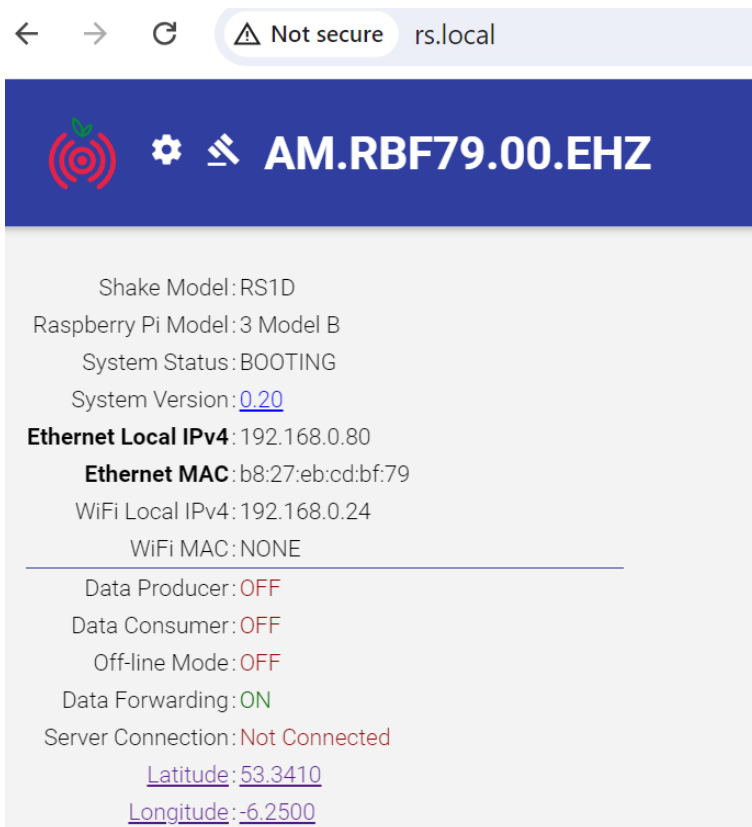 Not secure rs.local
AM.RBF79.00.EHZ
Shake Model:RS1D
Raspberry Pi Model:3 Model B
System Status:BOOTING
System Version:0.20
Ethernet Local IPv4:192.168.0.80
Ethernet MAC:b8:27:eb:cd:bf:79
WiFi Local IPv4:192.168.0.24
WiFi MAC:NONE
Data Producer:OFF
Data Consumer:OFF
Off-line Mode:OFF
Data Forwarding:ON
Server Connection:Not Connected
Latitude:53.3410
Longitude:-6.2500